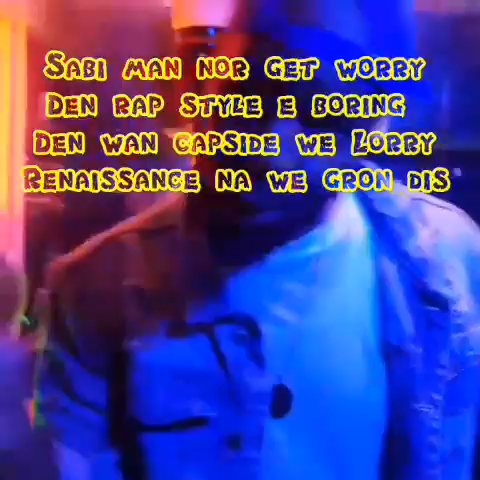 Sabi man nor get worry
Den rap style e boring
Den wan capside we Lorry
Renaissance na we gron dis